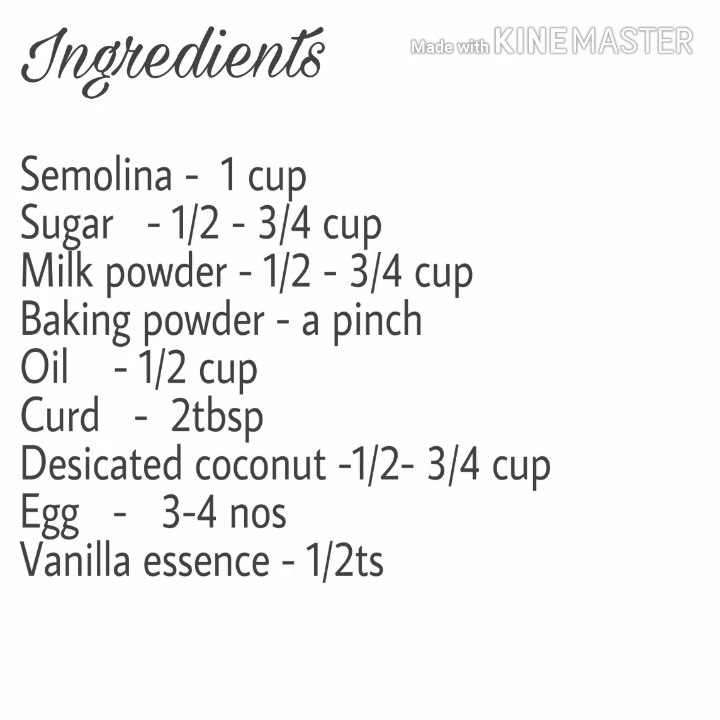 Ingredients
Made with KINEMASTER
Semolina - 1 cup
Sugar - 1/2 - 3/4 cup
Milk powder - 1/2 - 3/4 cup
Baking powder - a pinch
Oil - 1/2 cup
Curd - 2tbsp
Desicated coconut -1/2- 3/4 cup
Egg - 3-4 nos
Vanilla essence - 1/2ts